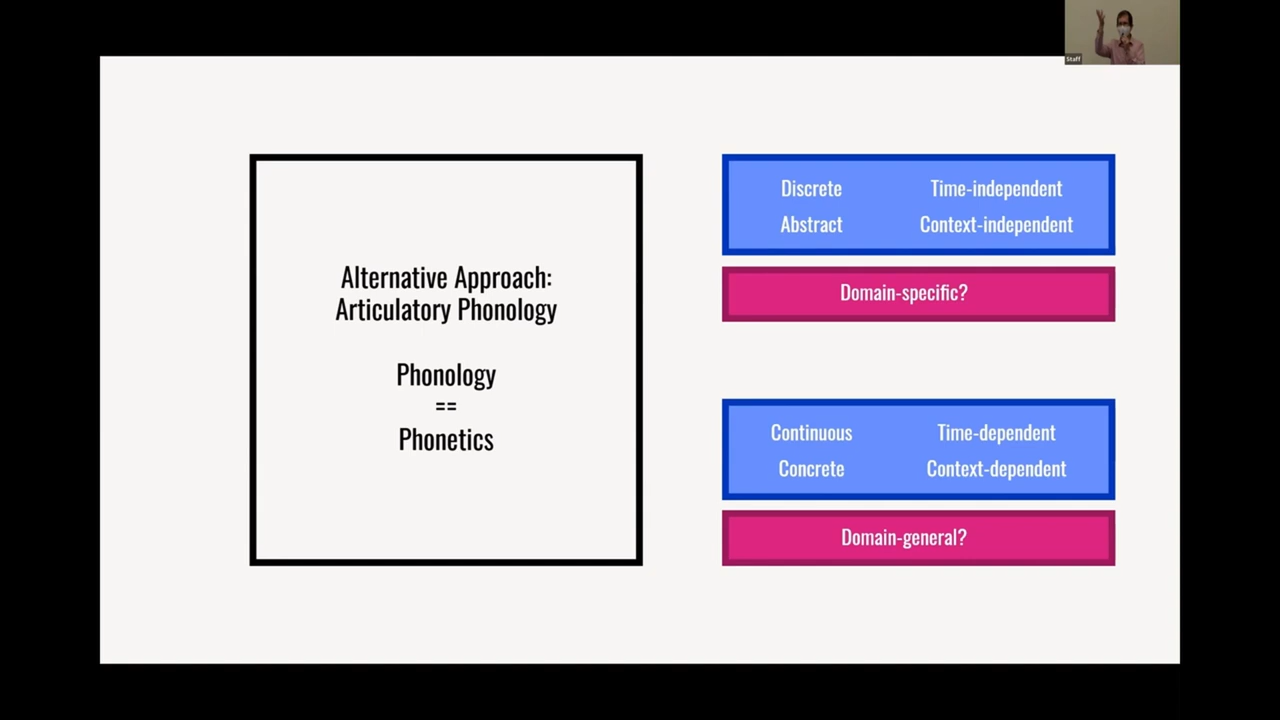 Staff
Alternative Approach:
Articulatory Phonology
Phonology
==
Phonetics
Discrete Time-independent
Abstract Context-independent
Domain-specific?
Continuous Time-dependent
Concrete Context-dependent
Domain-general?